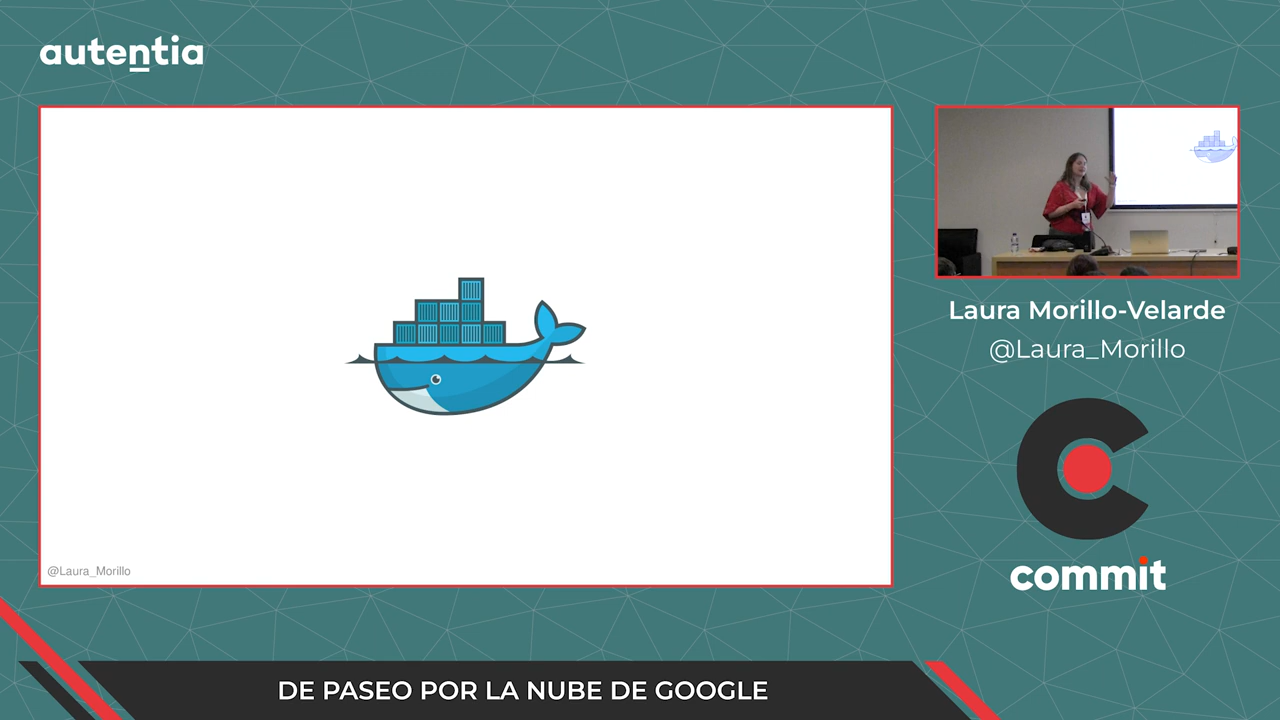 autentia
@Laura_Morillo
Laura Morillo-Velarde
@Laura_Morillo
commit
DE PASEO POR LA NUBE DE GOOGLE